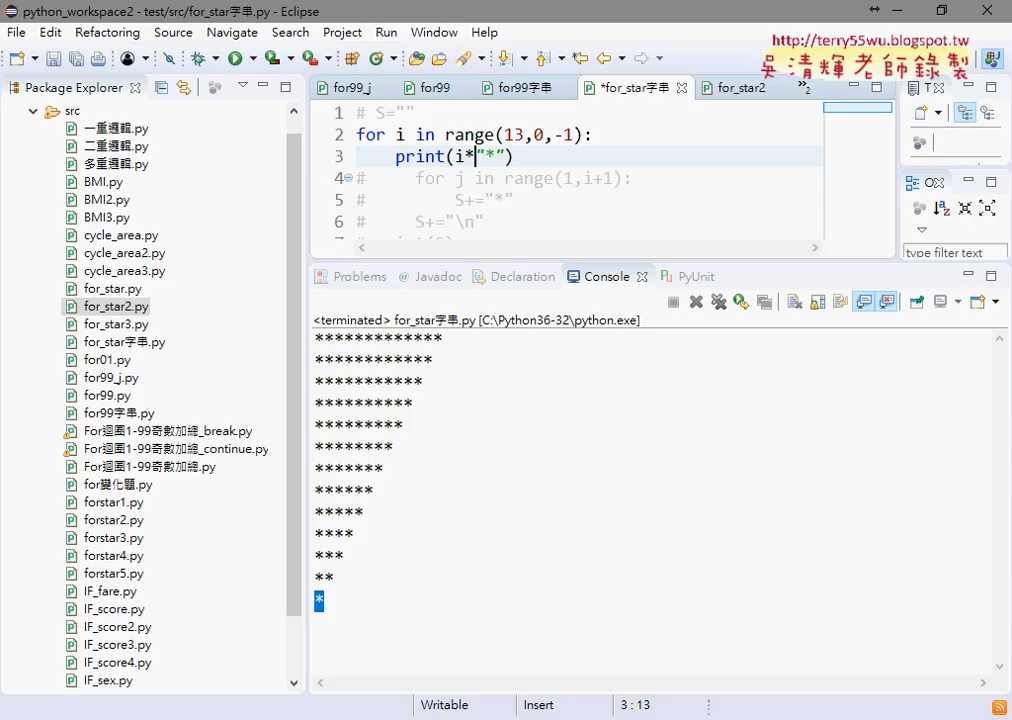 python_workspace2 - test/src/for_star字串.py - Eclipse
File Edit Refactoring Source Navigate Search Project Run Window Help
http://terry55wu.blogspot.tw
吳清輝老師錄製
Package Explorer
for99_j
for99
for99字串
*for_star字串
for_star2
»2
src
一重邏輯.py
二重邏輯.py
多重邏輯.py
BMI.py
BMI2.py
BMI3.py
cycle_area.py
cycle_area2.py
cycle_area3.py
for_star.py
for_star2.py
for_star3.py
for_star字串.py
for01.py
for99_j.py
for99.py
for99字串.py
For迴圈1-99奇數加總_break.py
For迴圈1-99奇數加總_continue.py
For迴圈1-99奇數加總.py
for變化題.py
forstar1.py
forstar2.py
forstar3.py
forstar4.py
forstar5.py
IF_fare.py
IF_score.py
IF_score2.py
IF_score3.py
IF_score4.py
IF_sex.py
1 # S=""
2 for i in range(13,0,-1):
3     print(i*"*")
4 #     for j in range(1,i+1):
5 #         S+="*"
6 #     S+="\n"
type filter text
Problems Javadoc Declaration Console PyUnit
<terminated> for_star字串.py [C:\Python36-32\python.exe]
*************
************
***********
**********
*********
********
*******
******
*****
****
***
**
*
Writable Insert 3 : 13